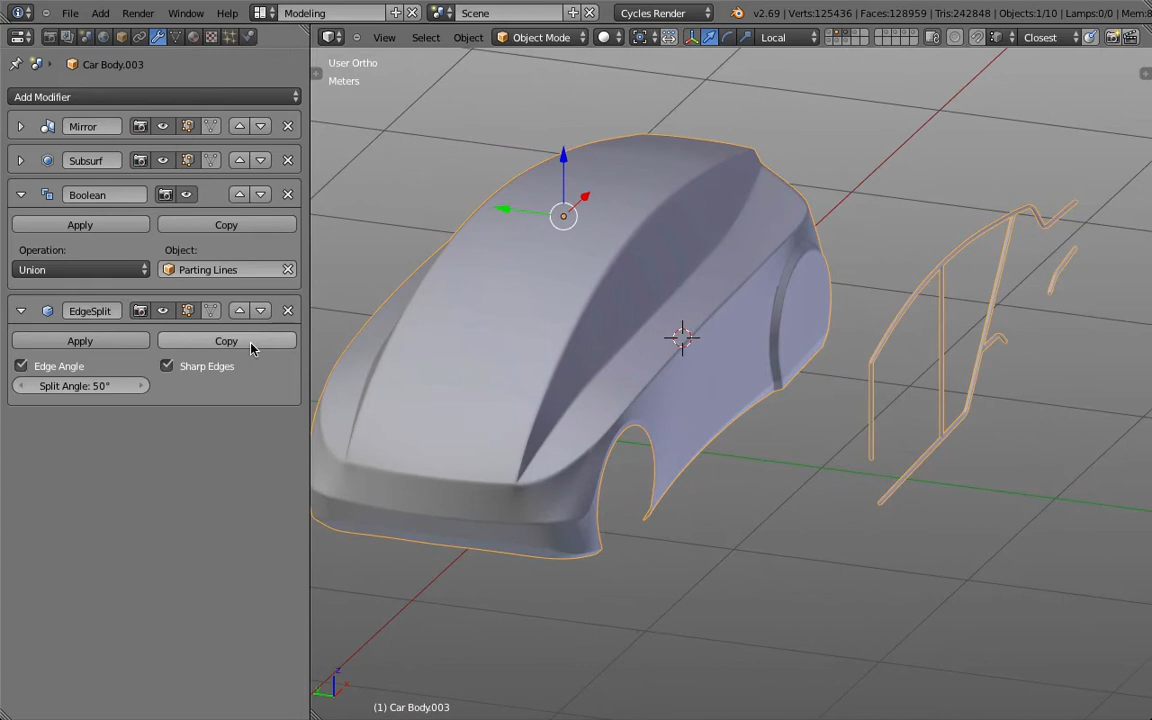 File Render Window Help Modeling Scene Cycles Render v2.69 | Verts:125436 | Faces:128959 | Tris:242848 | Objects:1/10 | Lamps:0/0 | Mem:8
View Select Object Object Mode Local Closest
Car Body.003
User Ortho
Meters
Add Modifier
Mirror
Subsurf
Boolean
Apply Copy
Operation: Object:
Union Parting Lines
EdgeSplit
Apply Copy
Edge Angle Sharp Edges
Split Angle: 50°
z
(1) Car Body.003